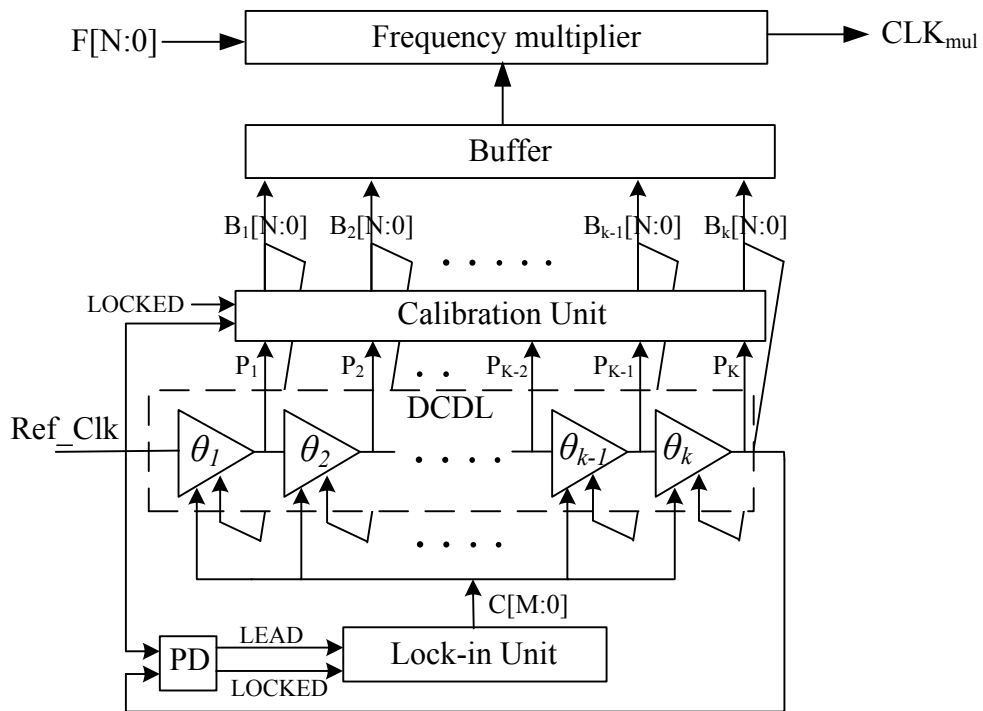 F[N:0] Frequency multiplier CLKmul
Buffer
B1[N:0] B2[N:0] Bk-1[N:0] Bk[N:0]
. . . . .
LOCKED Calibration Unit
P1 P2 . . PK-2 PK-1 PK
DCDL
Ref_Clk θ1 θ2 . . . . θk-1 θk
. . . .
C[M:0]
LEAD
PD Lock-in Unit
LOCKED